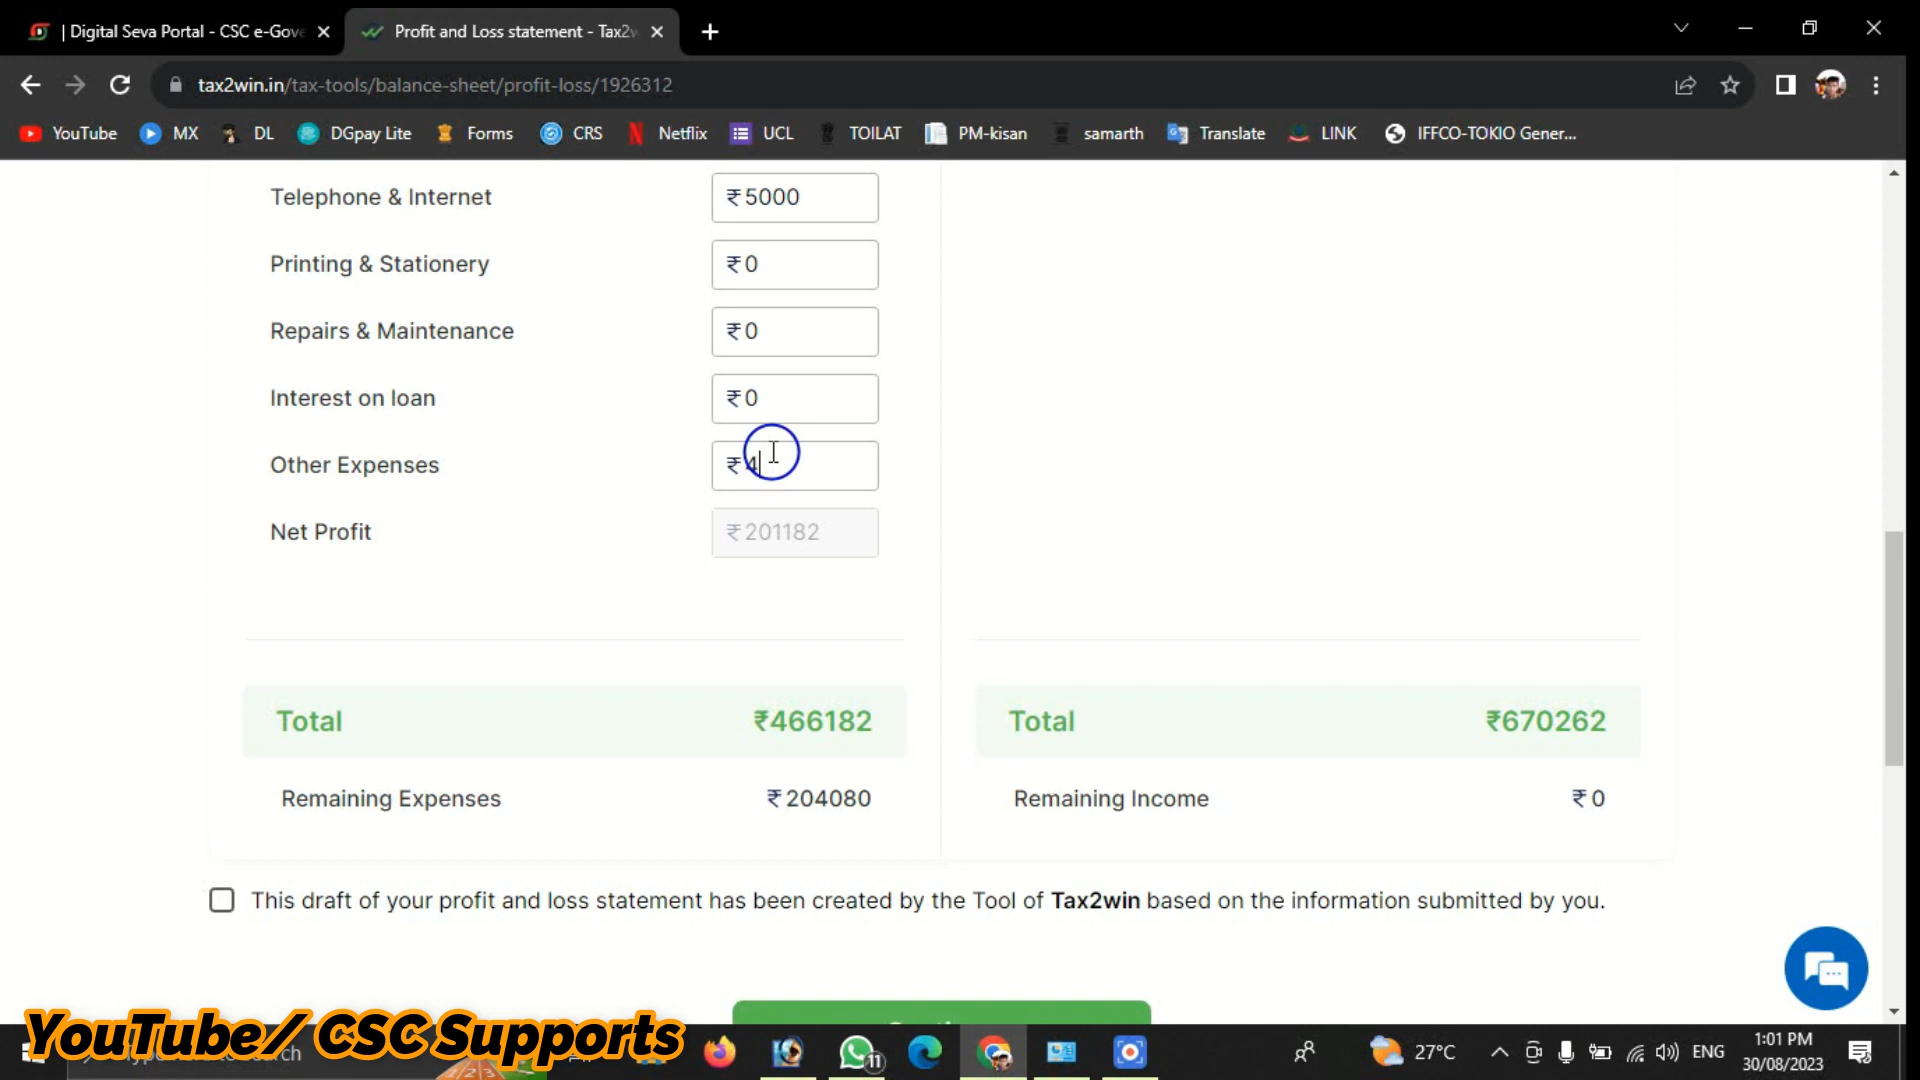 | Digital Seva Portal - CSC e-Gove
Profit and Loss statement - Tax2w
tax2win.in/tax-tools/balance-sheet/profit-loss/1926312
YouTube MX DL DGpay Lite Forms CRS Netflix UCL TOILAT PM-kisan samarth Translate LINK IFFCO-TOKIO Gener...
Telephone & Internet ₹5000
Printing & Stationery ₹0
Repairs & Maintenance ₹0
Interest on loan ₹0
Other Expenses ₹4
Net Profit ₹201182
Total ₹466182
Total ₹670262
Remaining Expenses ₹204080
Remaining Income ₹0
This draft of your profit and loss statement has been created by the Tool of Tax2win based on the information submitted by you.
YouTube/ CSC Supports
11
27°C
ENG
1:01 PM
30/08/2023